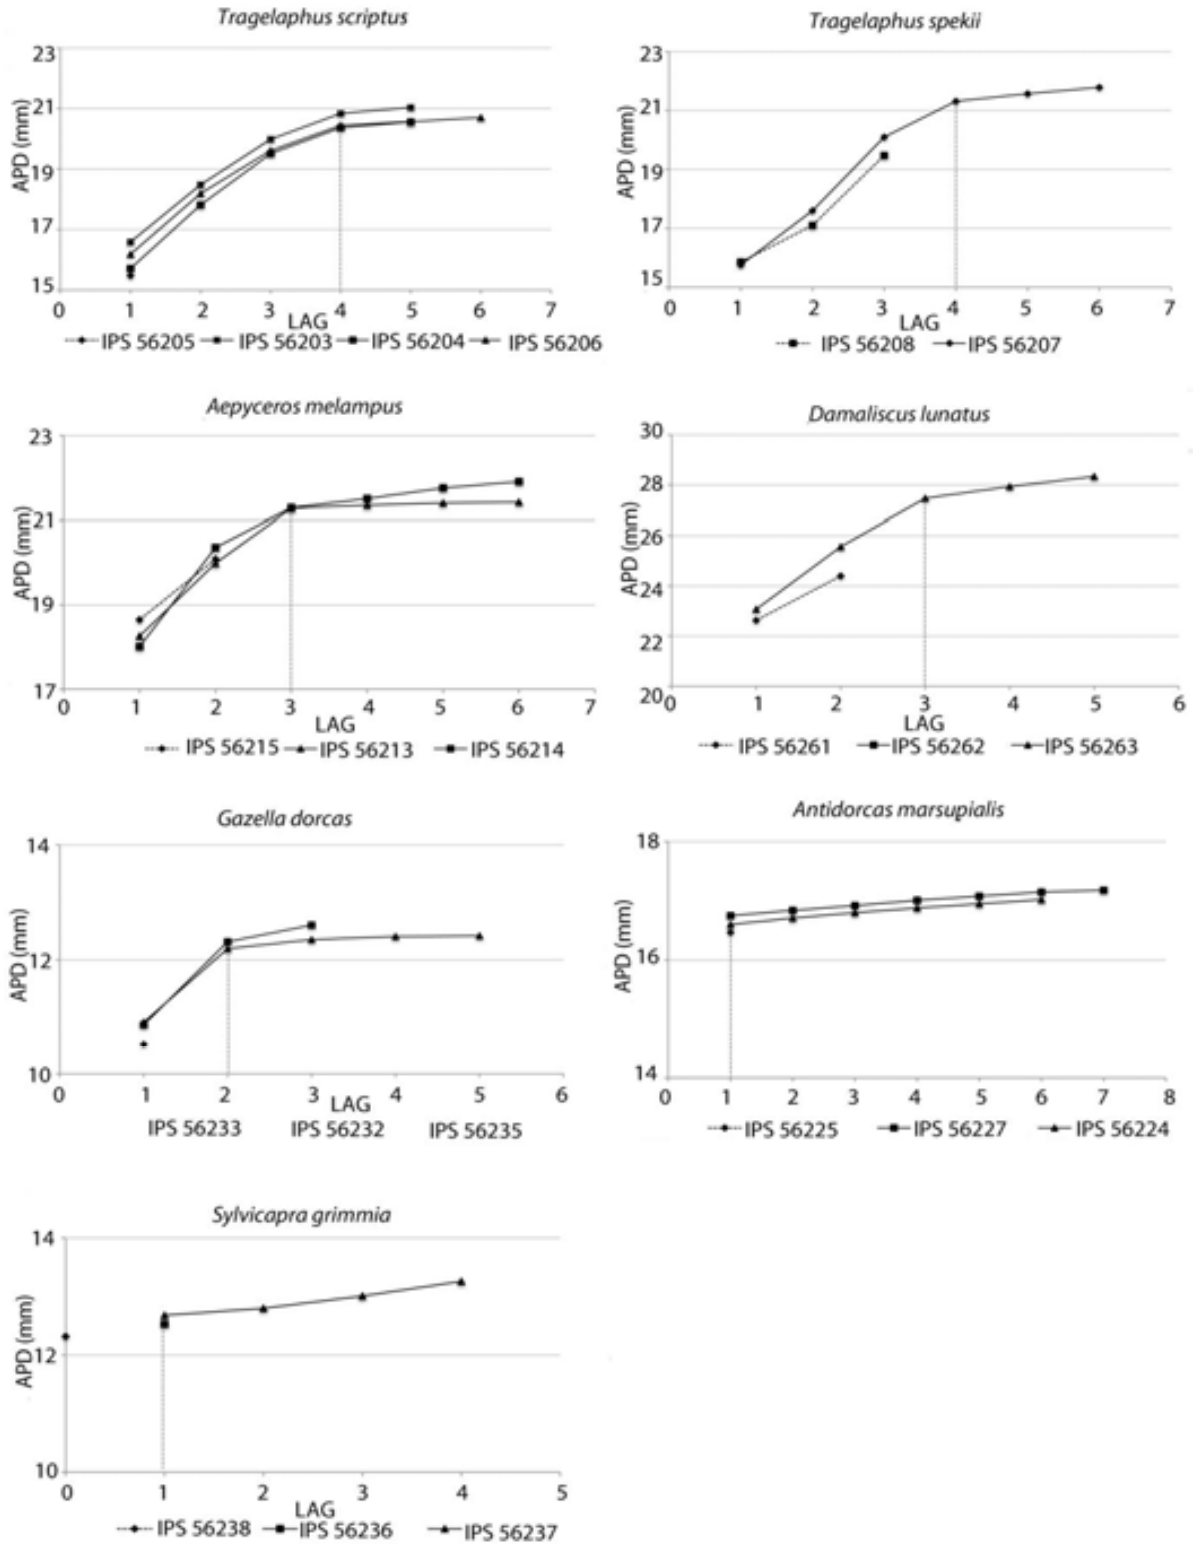 Tragelaphus scriptus
23
21
19
17
15
APD (mm)
0 1 2 3 4 5 6 7
LAG
IPS 56205 IPS 56203 IPS 56204 IPS 56206
Tragelaphus spekii
23
21
19
17
15
APD (mm)
0 1 2 3 4 5 6 7
LAG
IPS 56208 IPS 56207
Aepyceros melampus
23
21
19
17
APD (mm)
0 1 2 3 4 5 6 7
LAG
IPS 56215 IPS 56213 IPS 56214
Damaliscus lunatus
30
28
26
24
22
20
APD (mm)
0 1 2 3 4 5 6
LAG
IPS 56261 IPS 56262 IPS 56263
Gazella dorcas
14
12
10
APD (mm)
0 1 2 3 4 5 6
LAG
IPS 56233 IPS 56232 IPS 56235
Antidorcas marsupialis
18
16
14
APD (mm)
0 1 2 3 4 5 6 7 8
LAG
IPS 56225 IPS 56227 IPS 56224
Sylvicapra grimmia
14
12
10
APD (mm)
0 1 2 3 4 5
LAG
IPS 56238 IPS 56236 IPS 56237